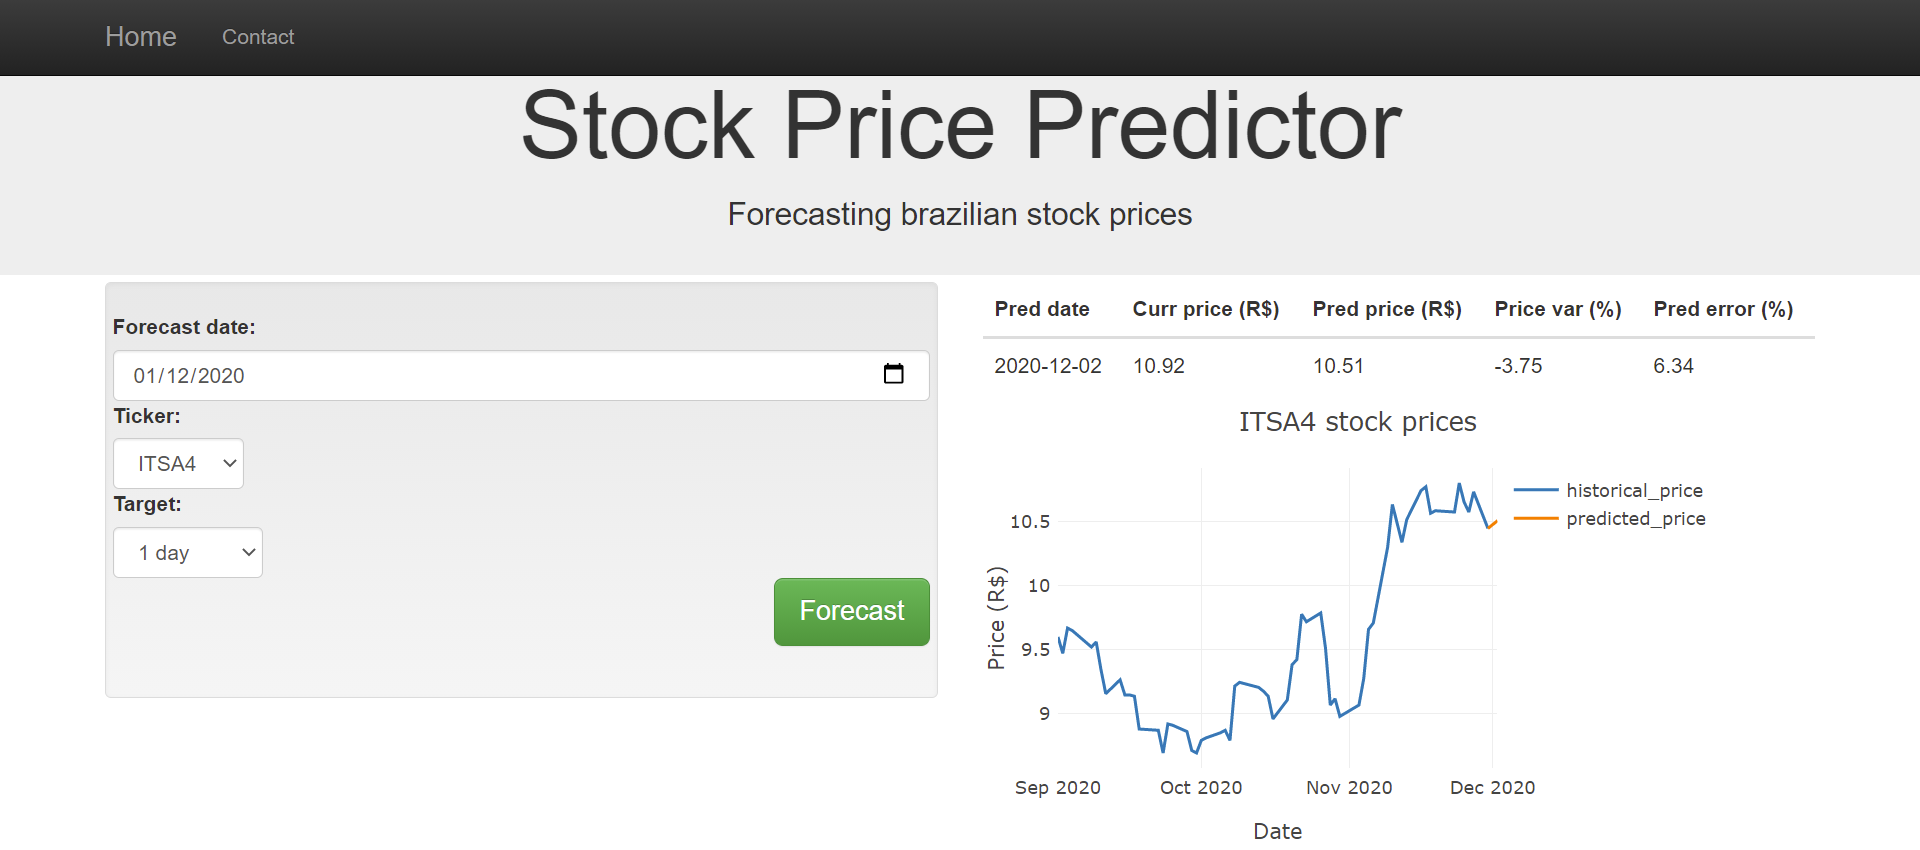 Home Contact
Stock Price Predictor
Forecasting brazilian stock prices
Forecast date:
01/12/2020
Ticker:
ITSA4
Target:
1 day
Forecast
Pred date Curr price (R$) Pred price (R$) Price var (%) Pred error (%)
2020-12-02 10.92 10.51 -3.75 6.34
ITSA4 stock prices
historical_price
predicted_price
Price (R$)
10.5
10
9.5
9
Sep 2020 Oct 2020 Nov 2020 Dec 2020
Date